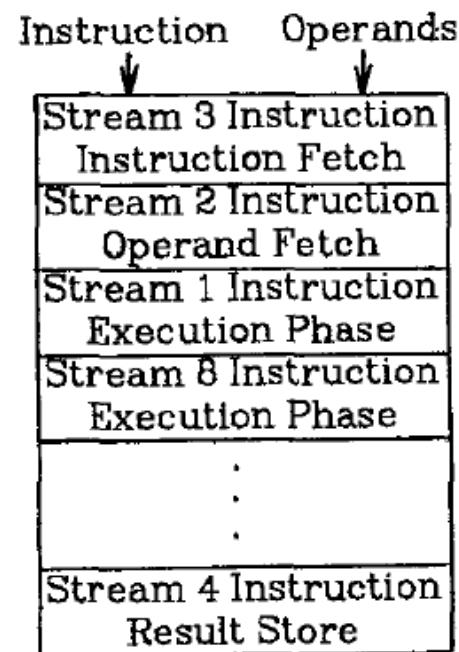 Instruction Operands
Stream 3 Instruction
Instruction Fetch
Stream 2 Instruction
Operand Fetch
Stream 1 Instruction
Execution Phase
Stream 8 Instruction
Execution Phase
.
.
.
Stream 4 Instruction
Result Store